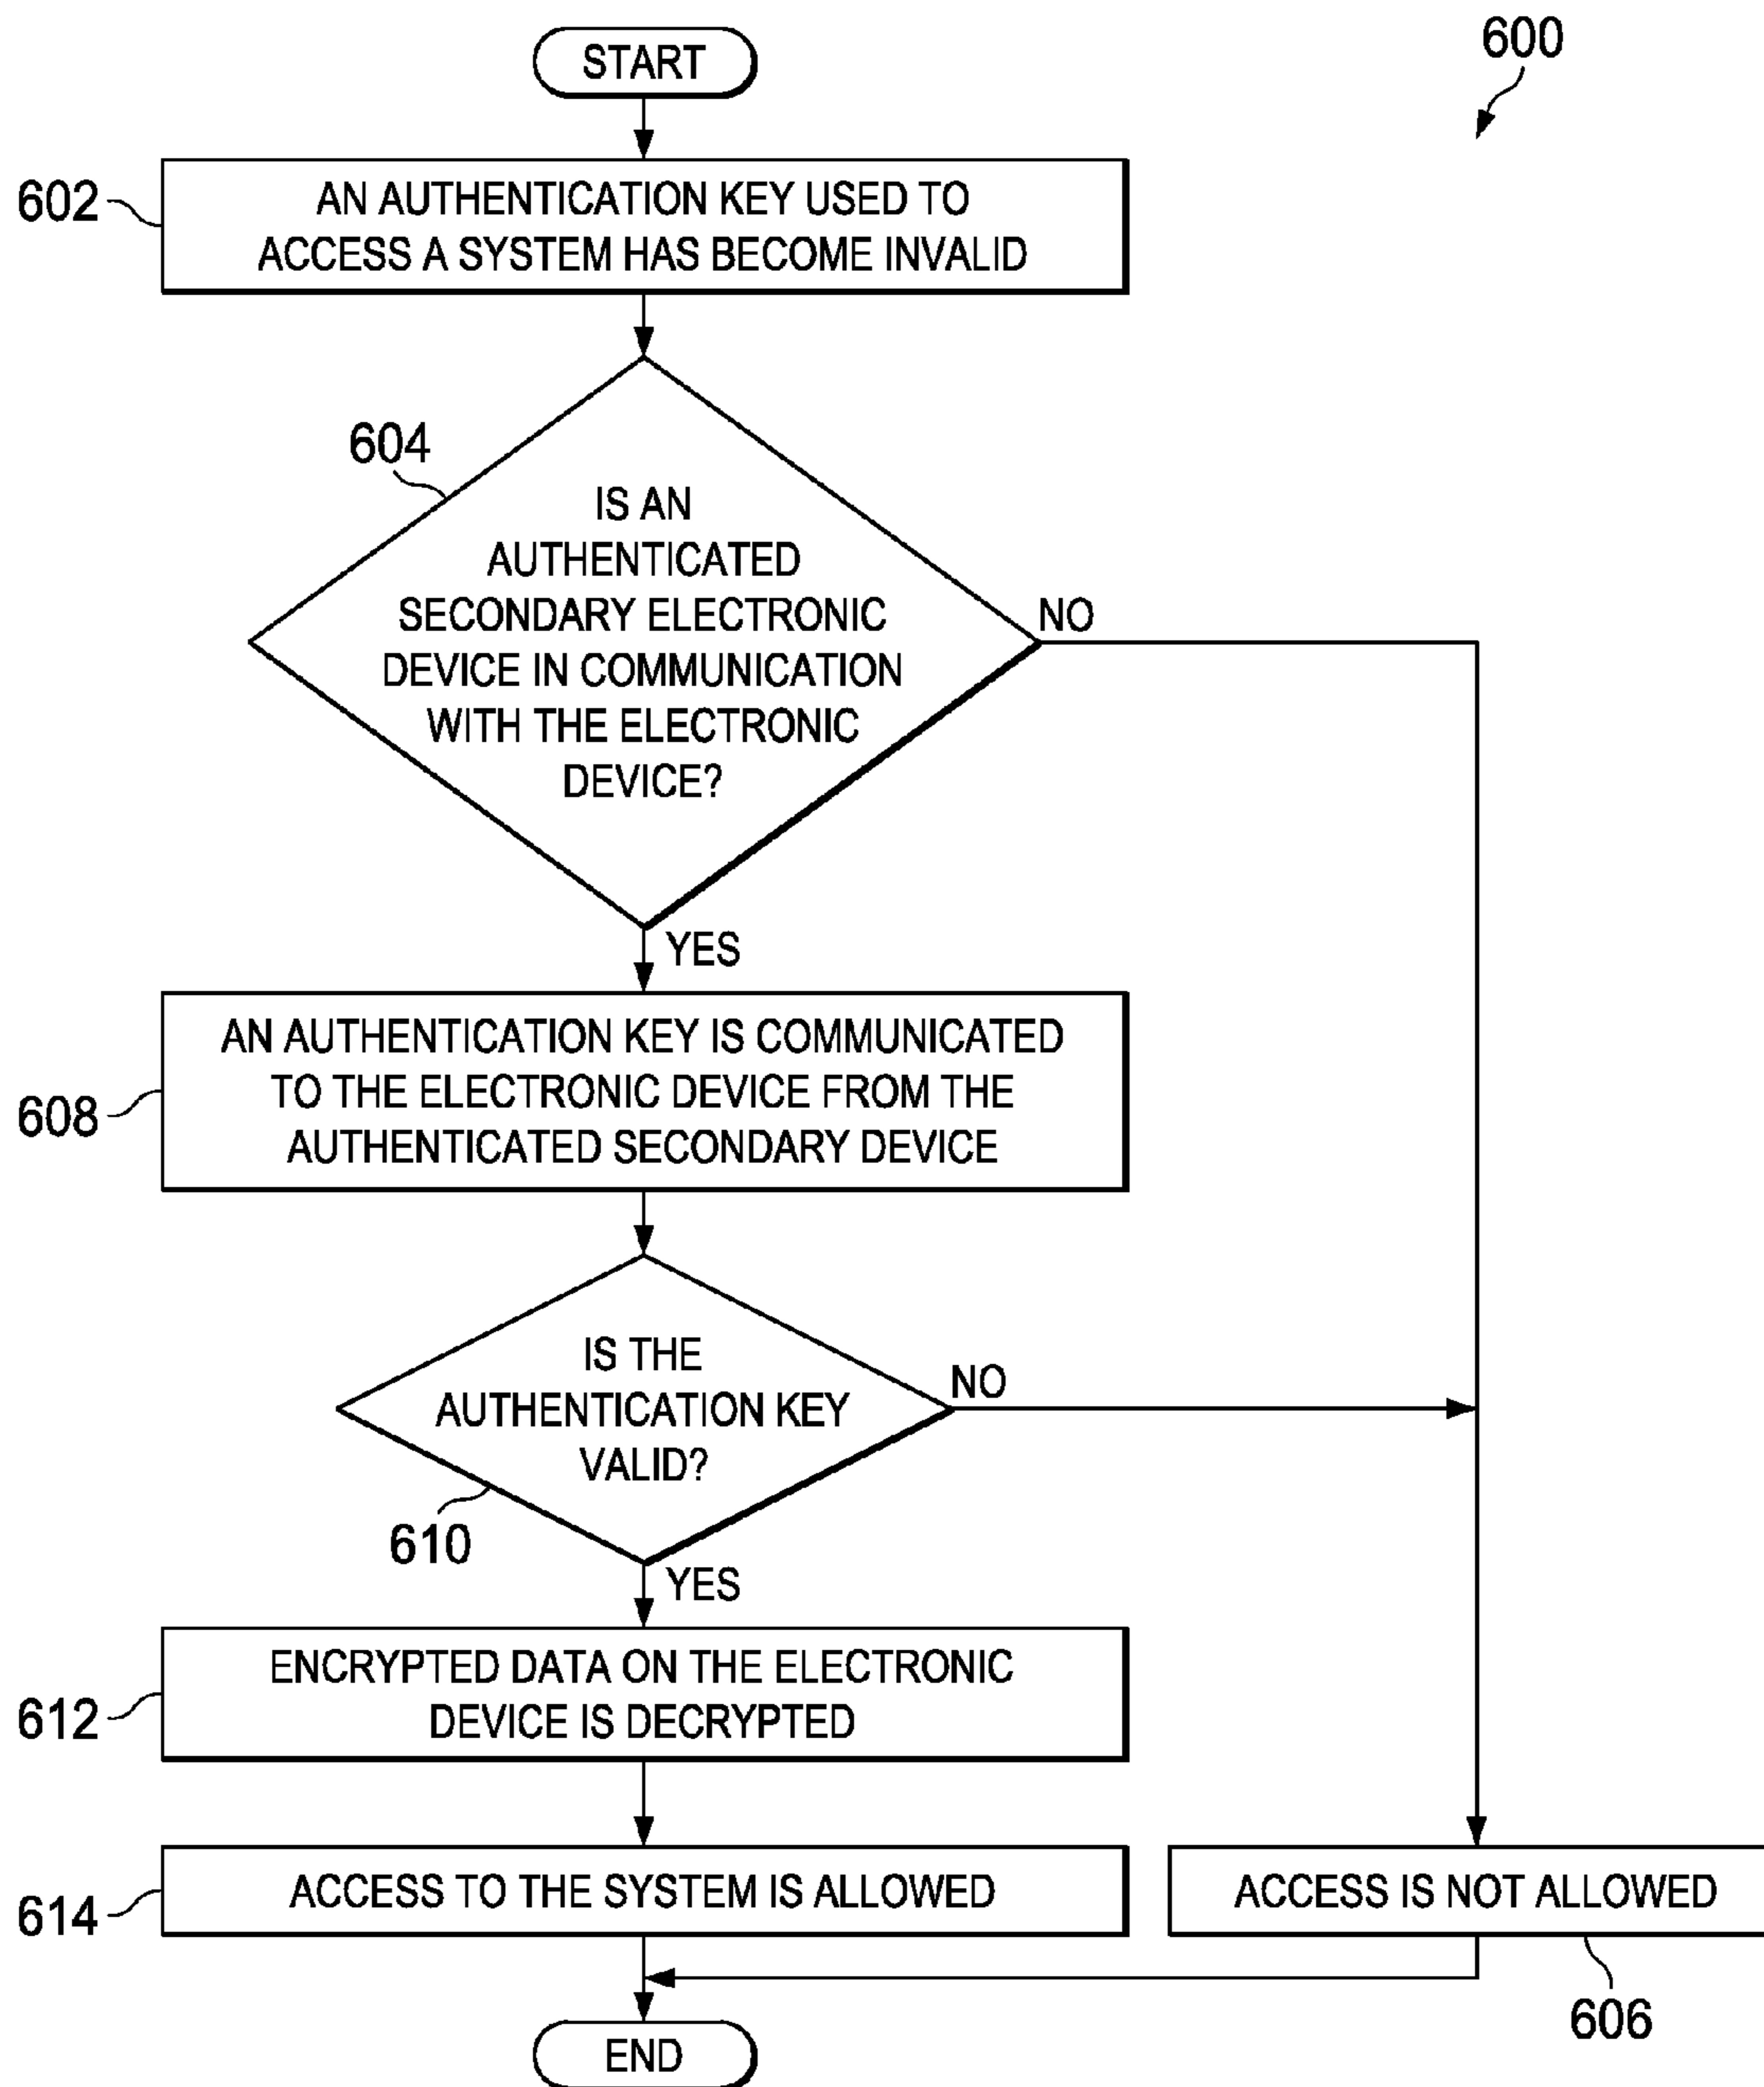 START
600
602
AN AUTHENTICATION KEY USED TO
ACCESS A SYSTEM HAS BECOME INVALID
604
IS AN
AUTHENTICATED
SECONDARY ELECTRONIC
DEVICE IN COMMUNICATION
WITH THE ELECTRONIC
DEVICE?
NO
YES
608
AN AUTHENTICATION KEY IS COMMUNICATED
TO THE ELECTRONIC DEVICE FROM THE
AUTHENTICATED SECONDARY DEVICE
IS THE
AUTHENTICATION KEY
VALID?
NO
610
YES
612
ENCRYPTED DATA ON THE ELECTRONIC
DEVICE IS DECRYPTED
614
ACCESS TO THE SYSTEM IS ALLOWED
ACCESS IS NOT ALLOWED
606
END